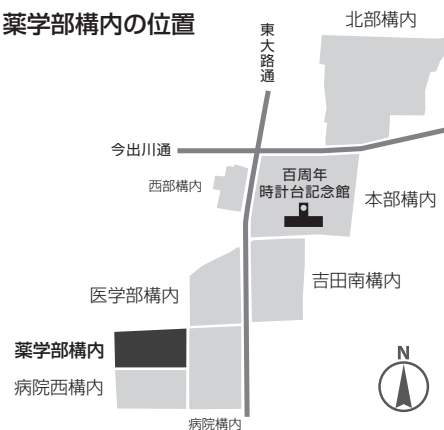 薬学部構内の位置
北部構内
東大路通
今出川通
百周年
時計台記念館
西部構内
本部構内
吉田南構内
医学部構内
薬学部構内
病院西構内
病院構内
N